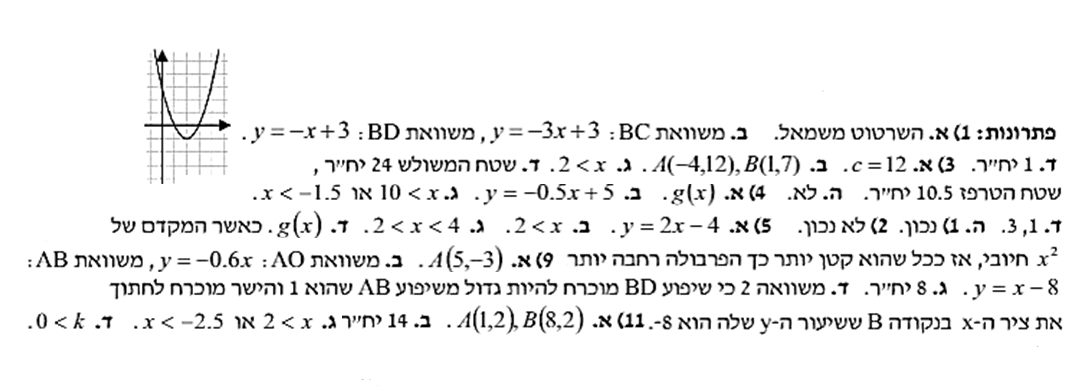 פתרונות: 1) א. השרטוט משמאל. ב. משוואת BC: y = −3x+3, משוואת BD: y = −x+3.
ד. 1 יח״ר. 3) א. c = 12. ב. A(−4,12), B(1,7). ג. 2 < x. ד. שטח המשולש 24 יח״ר,
שטח הטרפז 10.5 יח״ר. ה. לא. 4) א. g(x). ב. y = −0.5x+5. ג. 10 < x או x < −1.5.
ד. 1, 3. ה. 1) נכון. 2) לא נכון. 5) א. y = 2x − 4. ב. 2 < x. ג. 2 < x < 4. ד. g(x). כאשר המקדם של
x² חיובי, אז ככל שהוא קטן יותר כך הפרבולה רחבה יותר 9) א. A(5,−3). ב. משוואת AO: y = −0.6x, משוואת AB:
y = x − 8. ג. 8 יח״ר. ד. משוואה 2 כי שיפוע BD מוכרח להיות גדול משיפוע AB שהוא 1 והישר מוכרח לחתוך
את ציר ה-x בנקודה B ששיעור ה-y שלה הוא 8-. 11) א. A(1,2), B(8,2). ב. 14 יח״ר ג. 2 < x או x < −2.5. ד. 0 < k.